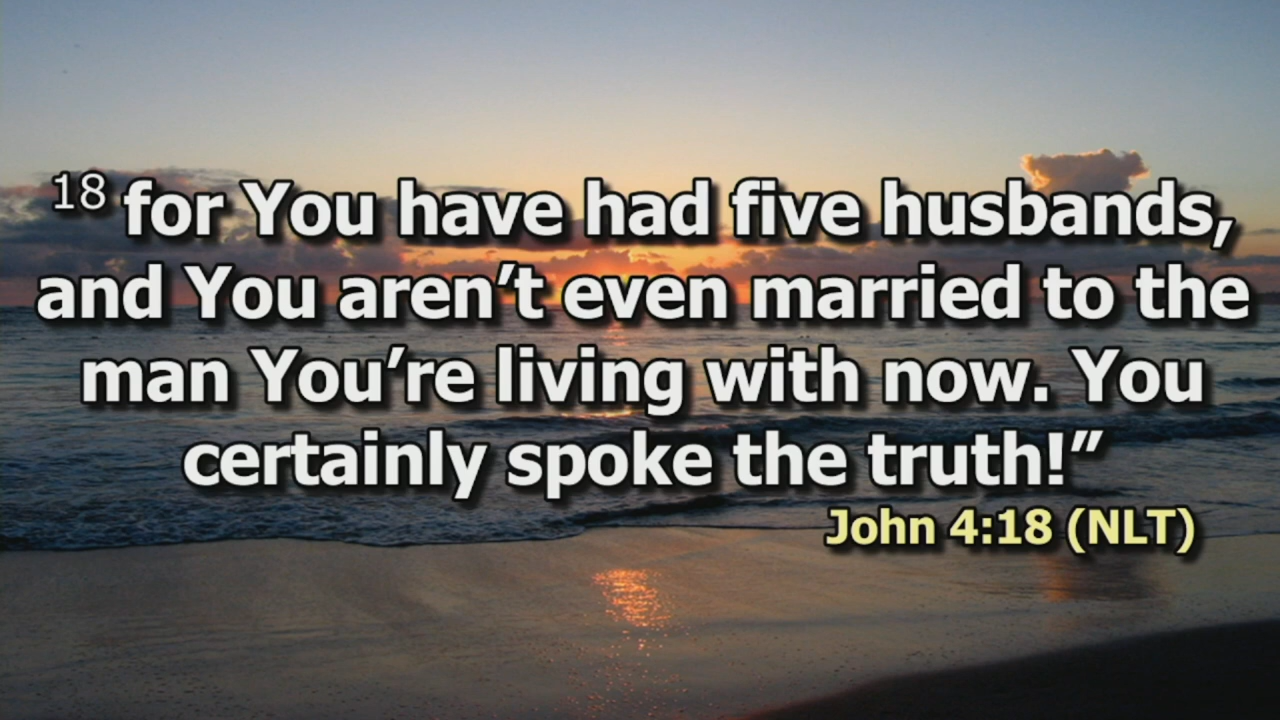 18 for You have had five husbands,
and You aren’t even married to the
man You’re living with now. You
certainly spoke the truth!”
John 4:18 (NLT)